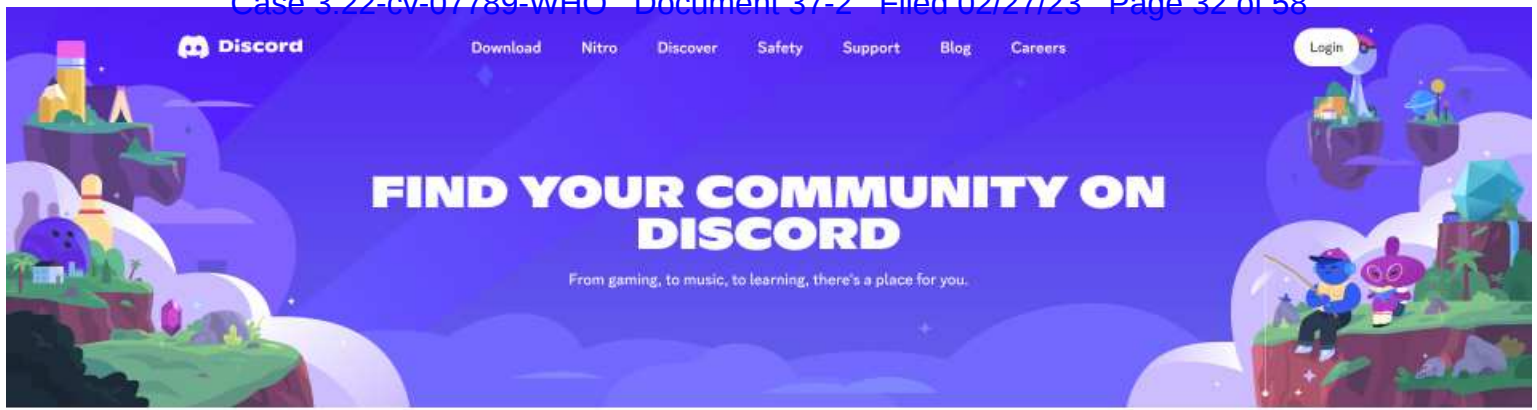 Case 3:22-cv-07789-WHO Document 37-2 Filed 02/27/23 Page 32 of 58
Discord Download Nitro Discover Safety Support Blog Careers Login
FIND YOUR COMMUNITY ON
DISCORD
From gaming, to music, to learning, there's a place for you.